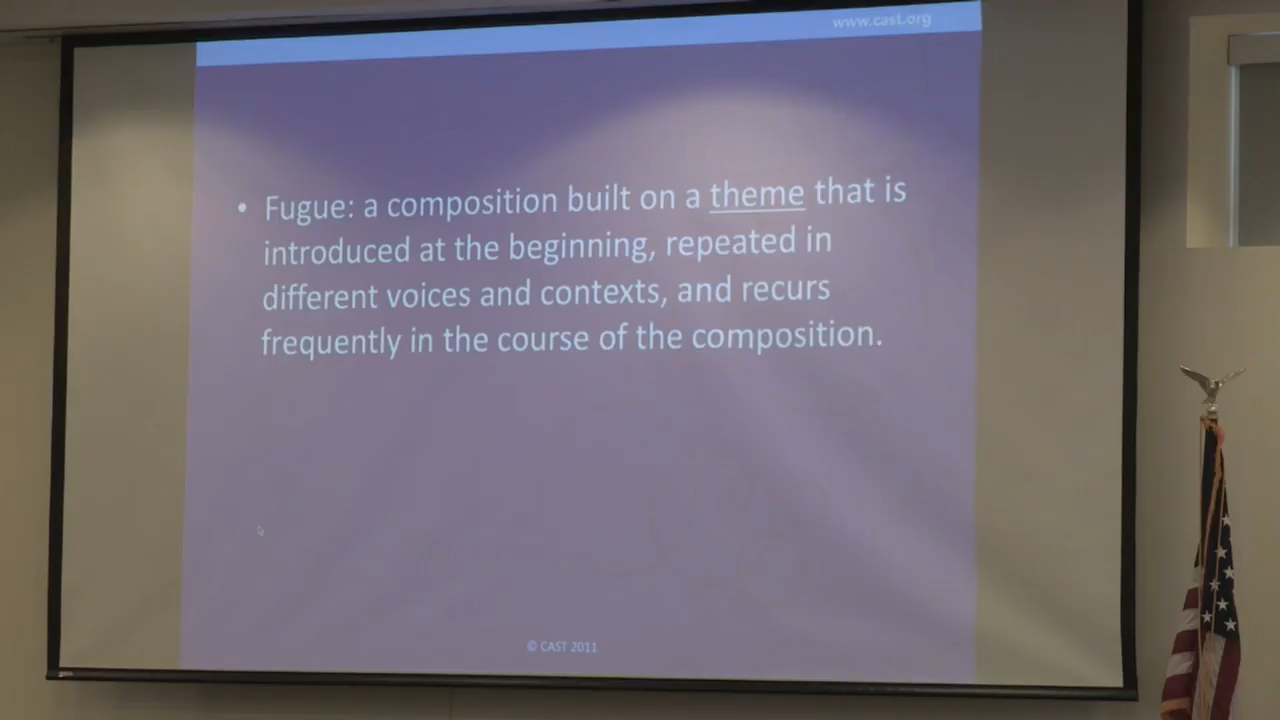 www.cast.org
• Fugue: a composition built on a theme that is
introduced at the beginning, repeated in
different voices and contexts, and recurs
frequently in the course of the composition.
© CAST 2011